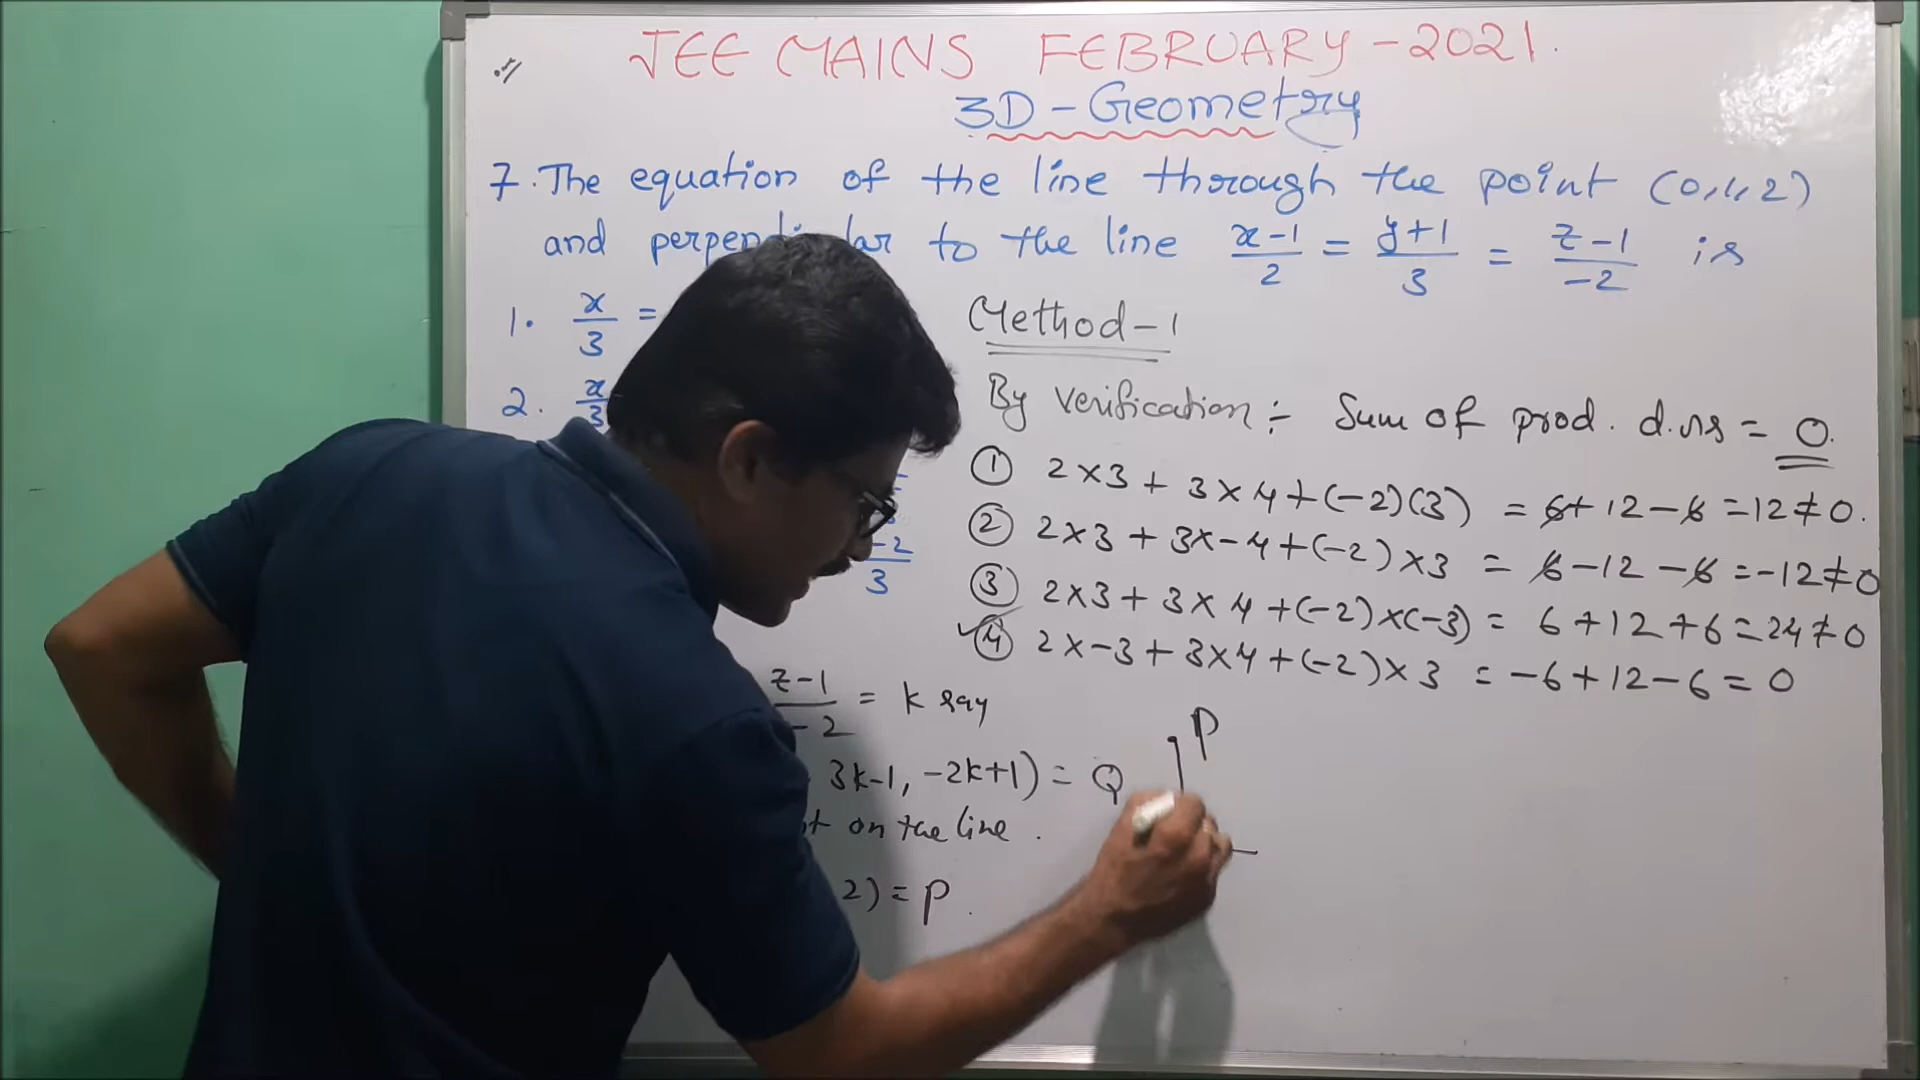 JEE MAINS FEBRUARY - 2021.
3D - Geometry
7. The equation of the line through the point (0,1,2)
and perpendicular to the line x-1/2 = y+1/3 = z-1/-2 is
1. x/3 =
2. x/3
-2/3
Method-1
By verification :- Sum of prod. d.rs = 0.
① 2×3 + 3×4 + (-2)(3) = 6 + 12 - 6 = 12 ≠ 0.
② 2×3 + 3×-4 + (-2)×3 = 6 - 12 - 6 = -12 ≠ 0
③ 2×3 + 3×4 + (-2)×(-3) = 6 + 12 + 6 = 24 ≠ 0
✓④ 2×-3 + 3×4 + (-2)×3 = -6 + 12 - 6 = 0
z-1/-2 = k say
3k-1, -2k+1) = Q
on the line.
2) = P.
P